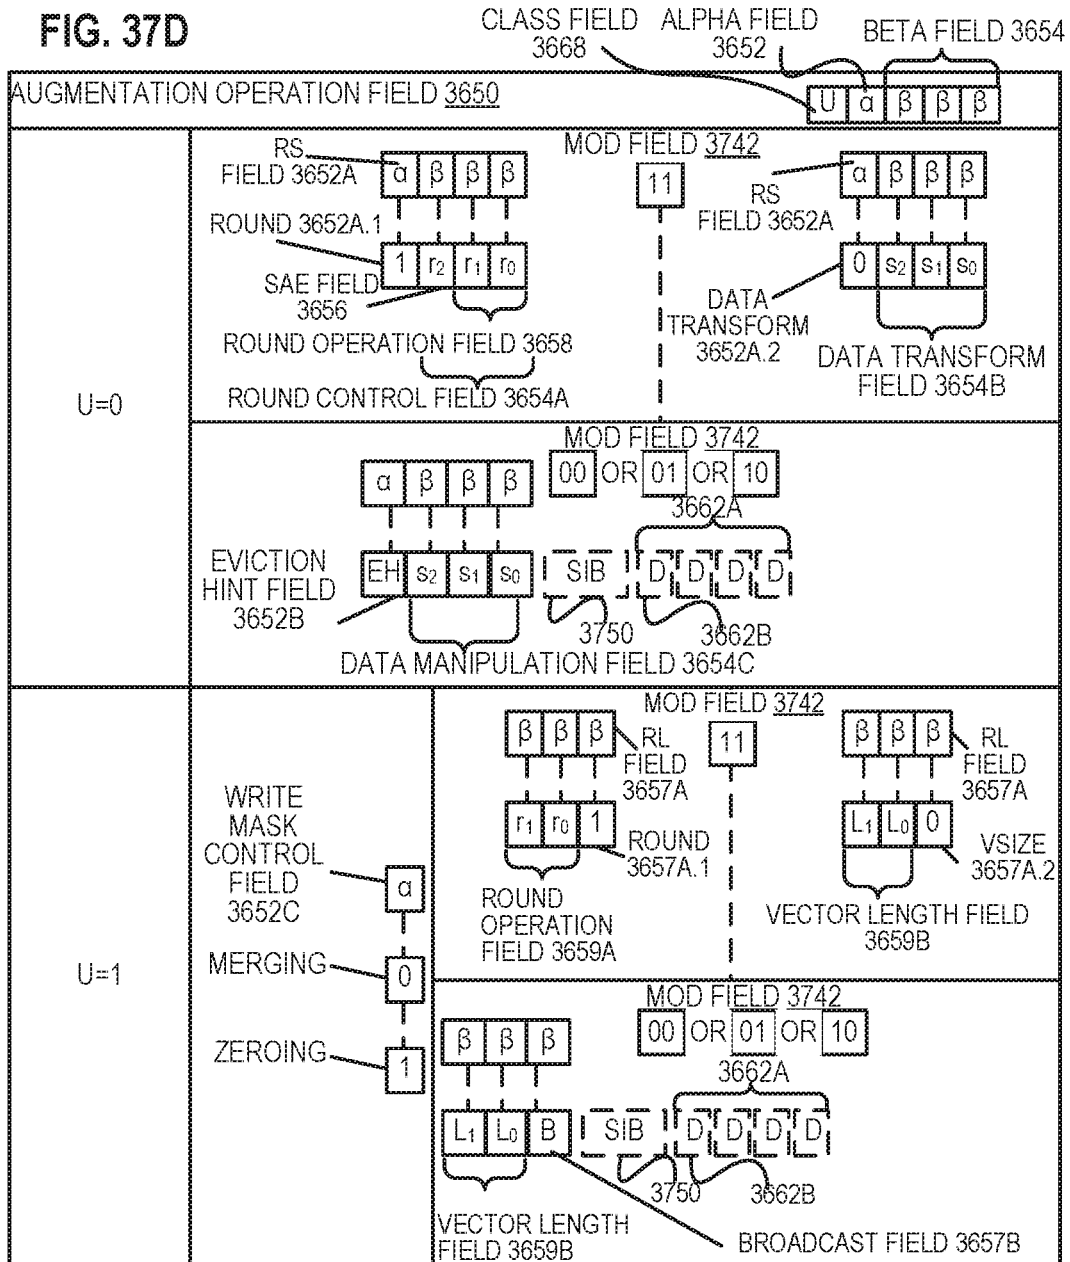 FIG. 37D
CLASS FIELD 3668
ALPHA FIELD 3652
BETA FIELD 3654
AUGMENTATION OPERATION FIELD 3650
U α β β β
U=0
MOD FIELD 3742
11
RS FIELD 3652A
α β β β
ROUND 3652A.1
1 r2 r1 r0
SAE FIELD 3656
ROUND OPERATION FIELD 3658
ROUND CONTROL FIELD 3654A
α β β β
RS FIELD 3652A
0 s2 s1 s0
DATA TRANSFORM 3652A.2
DATA TRANSFORM FIELD 3654B
MOD FIELD 3742
00 OR 01 OR 10
α β β β
3662A
EVICTION HINT FIELD 3652B
EH s2 s1 s0
SIB
D D D D
3750
3662B
DATA MANIPULATION FIELD 3654C
U=1
WRITE MASK CONTROL FIELD 3652C
α
MERGING
0
ZEROING
1
MOD FIELD 3742
11
β β β
RL FIELD 3657A
r1 r0 1
ROUND 3657A.1
ROUND OPERATION FIELD 3659A
β β β
RL FIELD 3657A
L1 L0 0
VSIZE 3657A.2
VECTOR LENGTH FIELD 3659B
MOD FIELD 3742
00 OR 01 OR 10
β β β
3662A
L1 L0 B
SIB
D D D D
3750
3662B
VECTOR LENGTH FIELD 3659B
BROADCAST FIELD 3657B